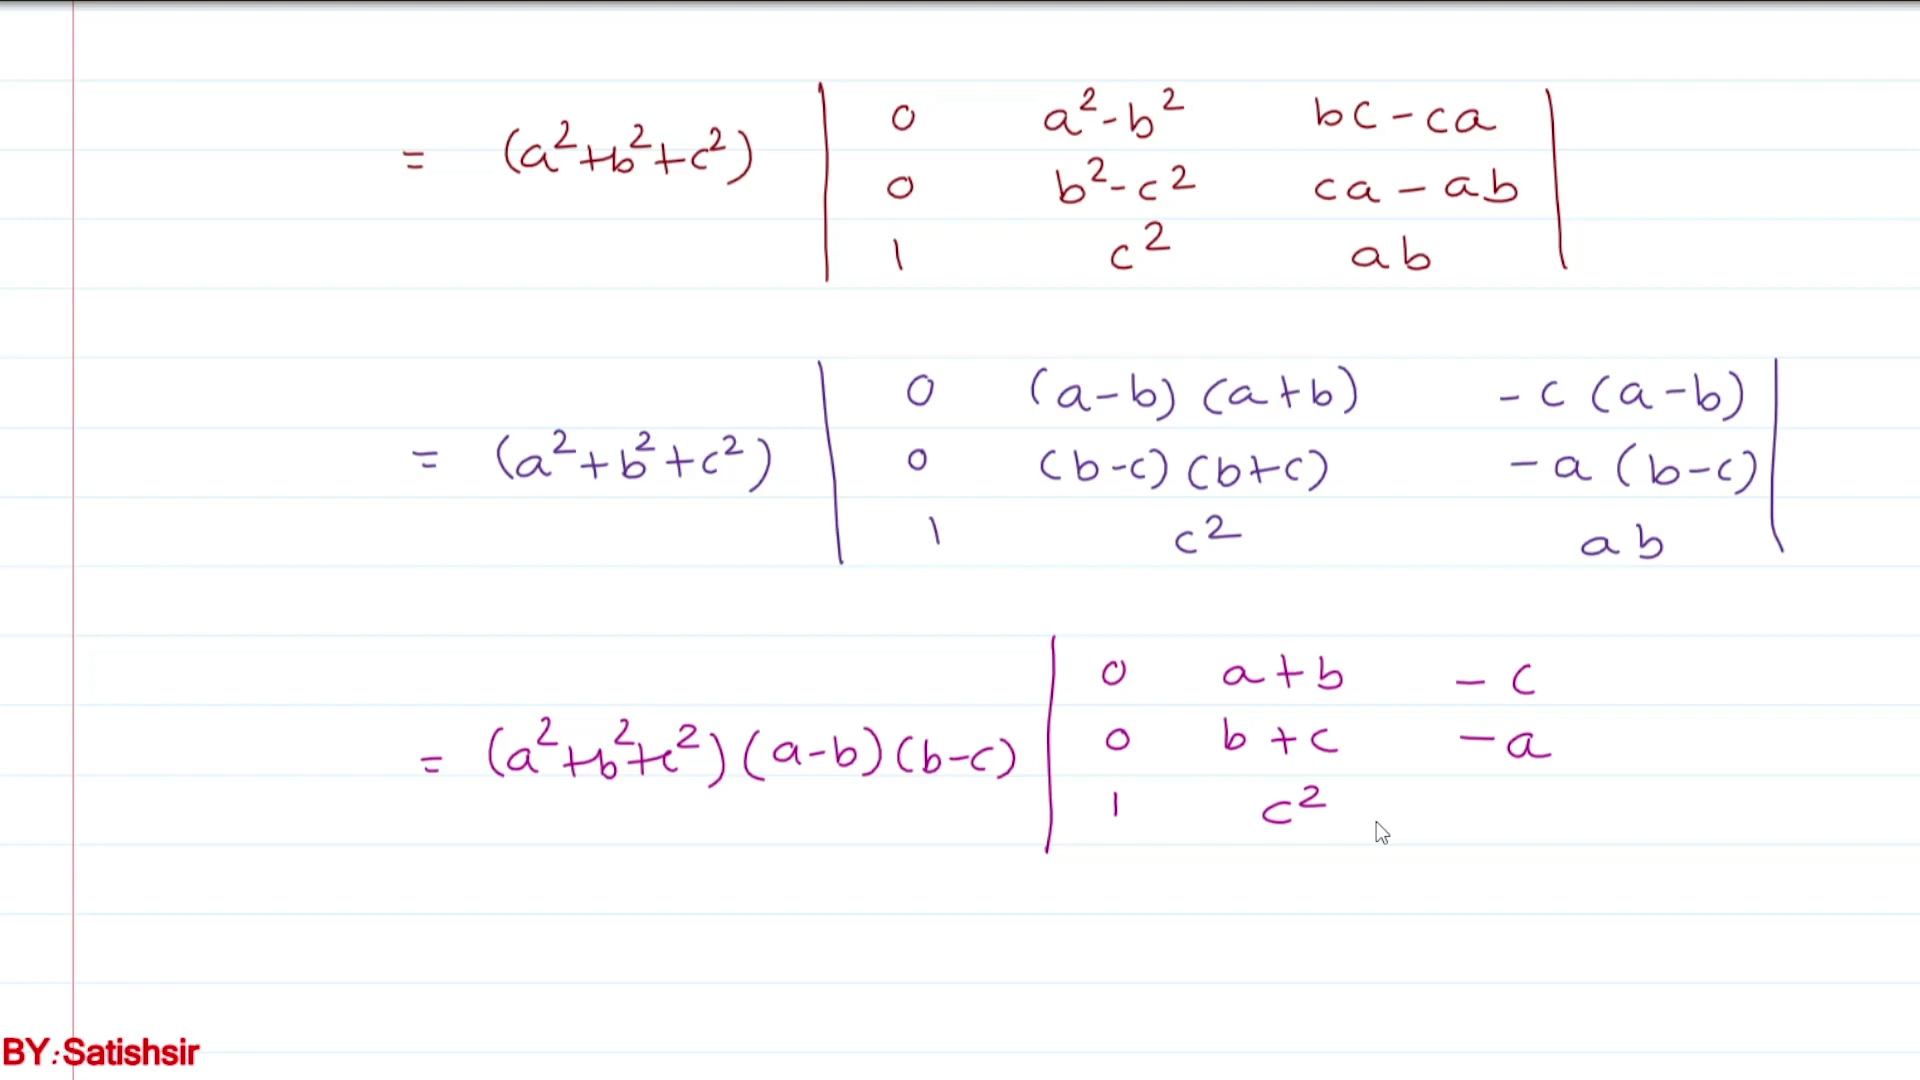 = (a²+b²+c²) | 0 a²-b² bc-ca |
| 0 b²-c² ca-ab |
| 1 c² ab |
= (a²+b²+c²) | 0 (a-b)(a+b) -c(a-b) |
| 0 (b-c)(b+c) -a(b-c) |
| 1 c² ab |
= (a²+b²+c²)(a-b)(b-c) | 0 a+b -c
| 0 b+c -a
| 1 c²
BY:Satishsir